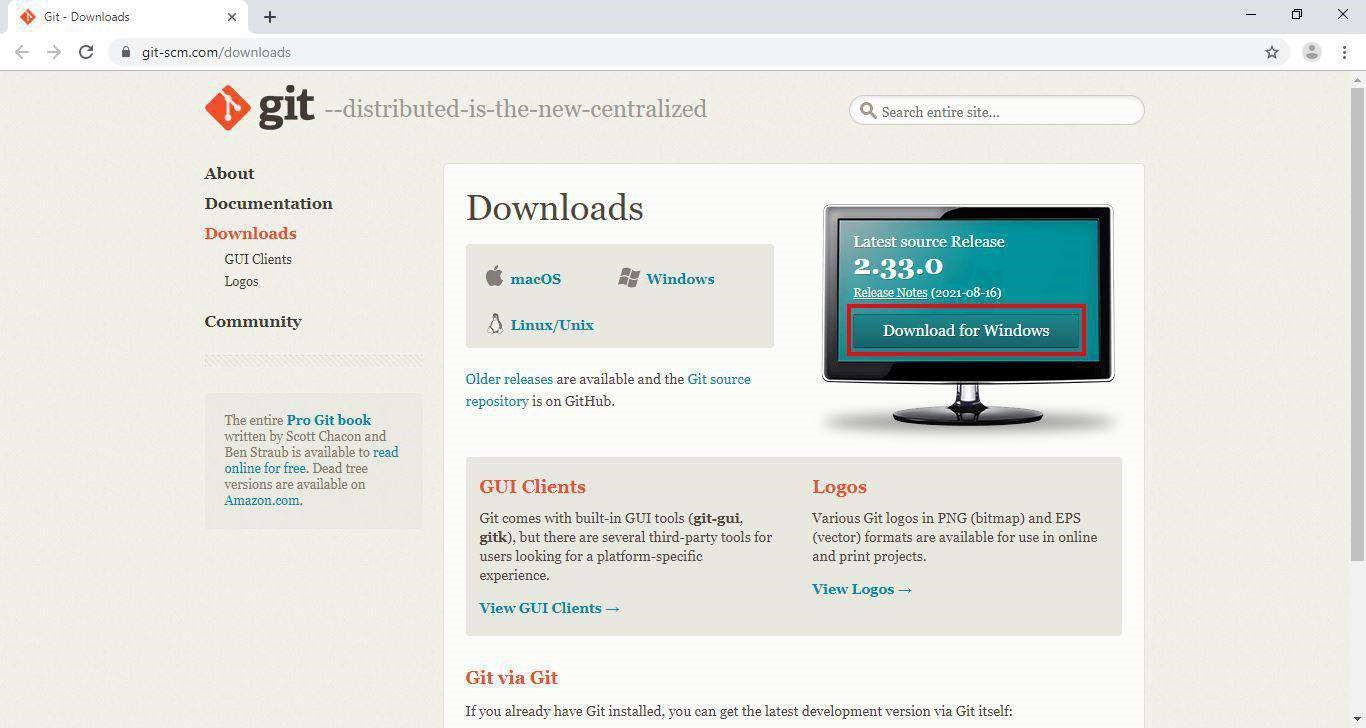 Git - Downloads
git-scm.com/downloads
git --distributed-is-the-new-centralized
Search entire site...
About
Documentation
Downloads
GUI Clients
Logos
Community
The entire Pro Git book
written by Scott Chacon and
Ben Straub is available to read
online for free. Dead tree
versions are available on
Amazon.com.
Downloads
macOS
Windows
Linux/Unix
Older releases are available and the Git source
repository is on GitHub.
Latest source Release
2.33.0
Release Notes (2021-08-16)
Download for Windows
GUI Clients
Git comes with built-in GUI tools (git-gui,
gitk), but there are several third-party tools for
users looking for a platform-specific
experience.
View GUI Clients →
Logos
Various Git logos in PNG (bitmap) and EPS
(vector) formats are available for use in online
and print projects.
View Logos →
Git via Git
If you already have Git installed, you can get the latest development version via Git itself: